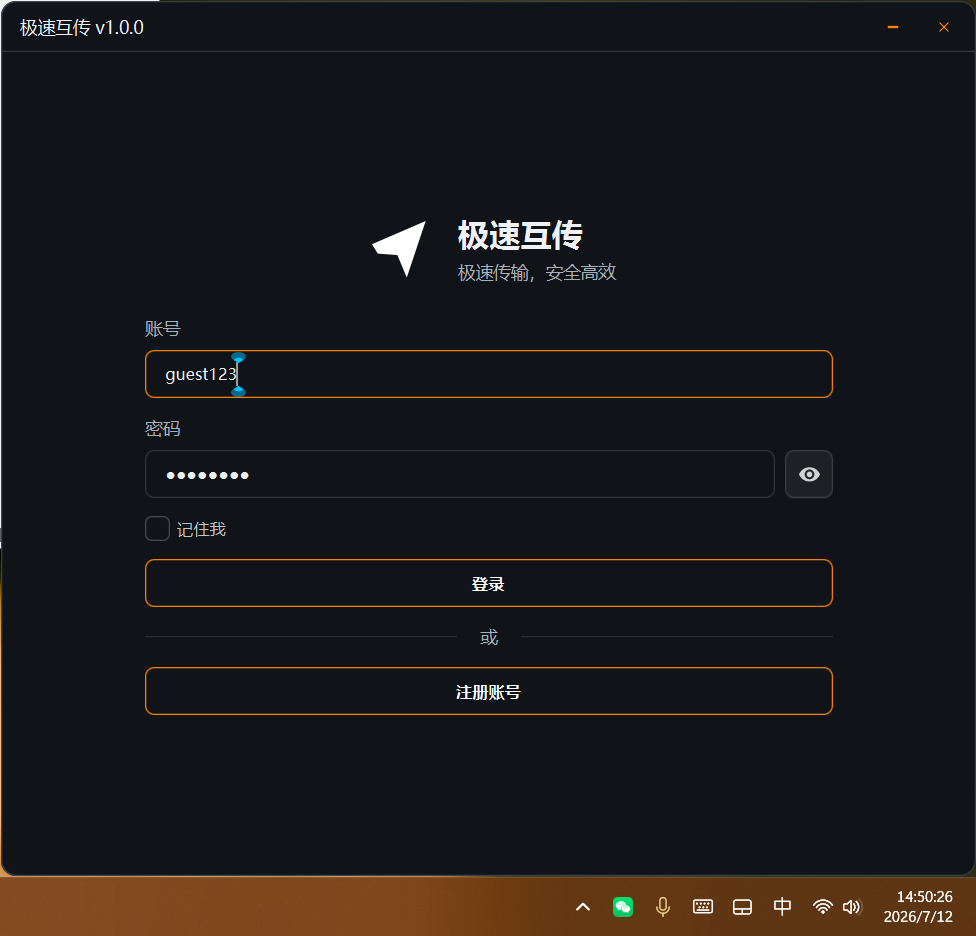 极速互传 v1.0.0
极速互传
极速传输，安全高效
账号
guest123
密码
●●●●●●●●
记住我
登录
或
注册账号
中
14:50:26
2026/7/12